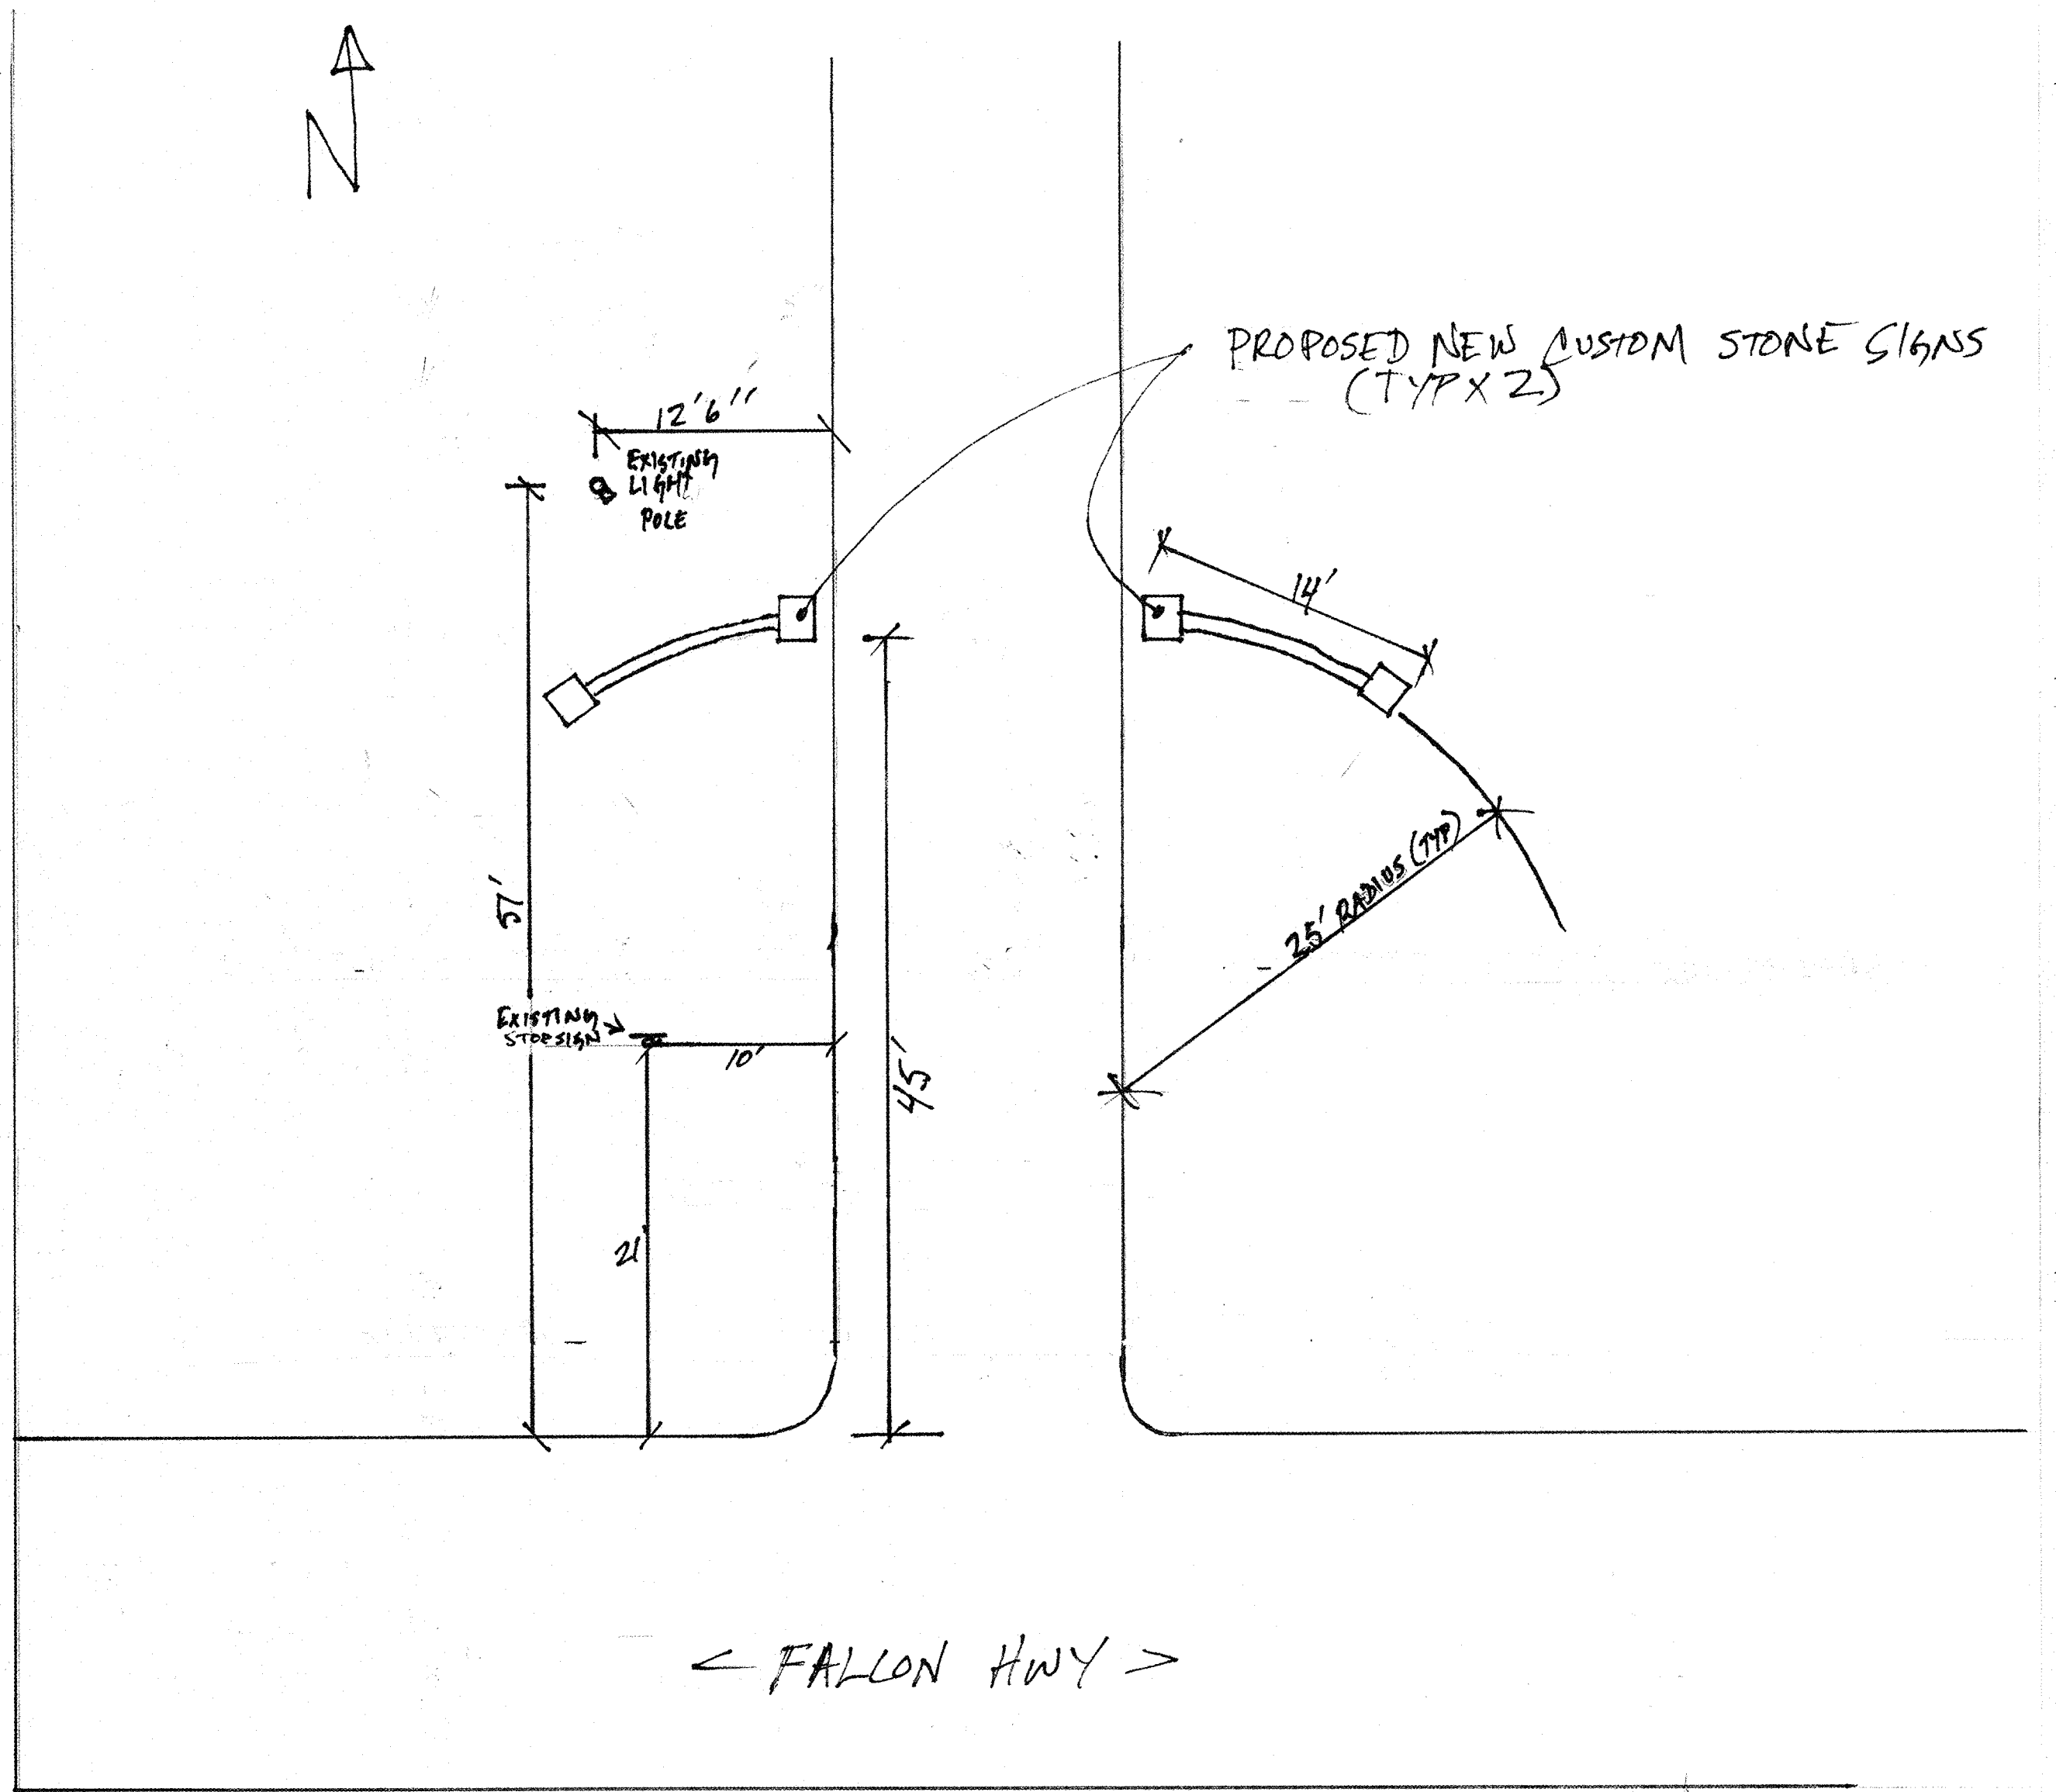 N
PROPOSED NEW CUSTOM STONE SIGNS
(TYP X 2)
12'6"
EXISTING
LIGHT
POLE
14'
51'
25' RADIUS (TYP)
EXISTING
STOP SIGN
10'
45'
21'
< FALCON HWY >